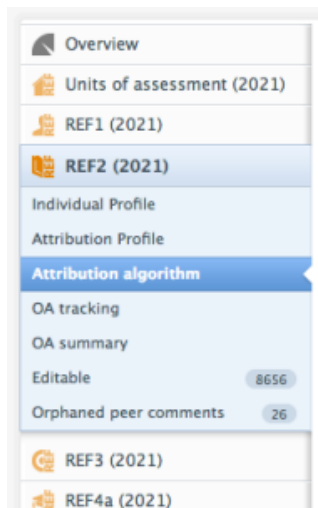 Overview
Units of assessment (2021)
REF1 (2021)
REF2 (2021)
Individual Profile
Attribution Profile
Attribution algorithm
OA tracking
OA summary
Editable 8656
Orphaned peer comments 26
REF3 (2021)
REF4a (2021)